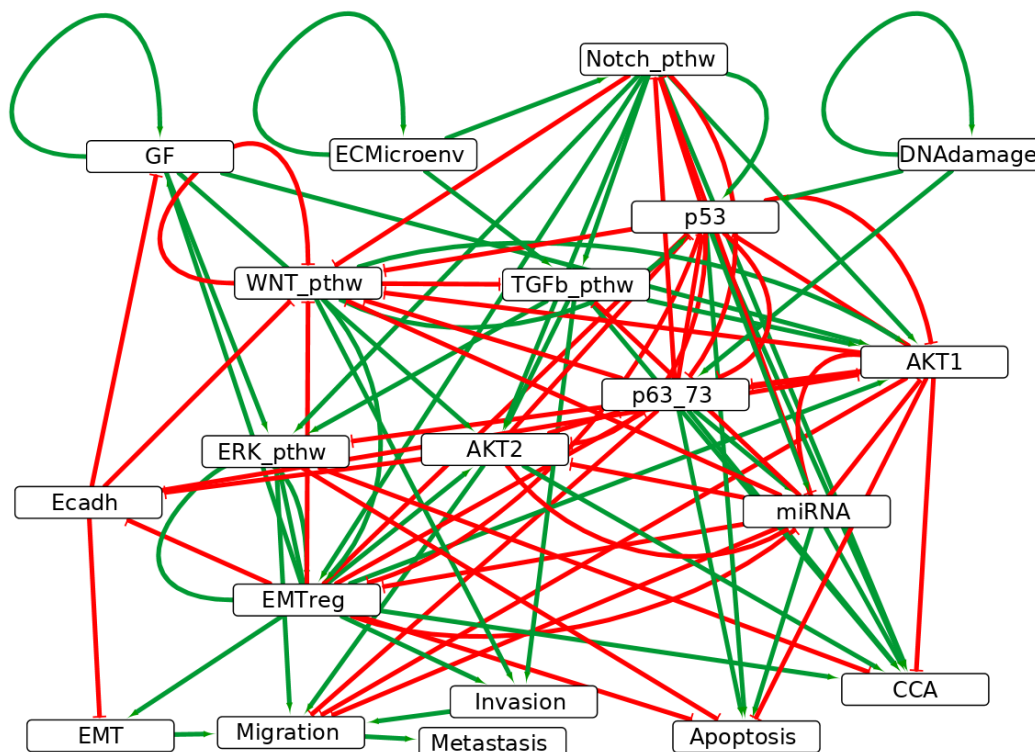 Notch_pthw
GF
ECMicroenv
DNAdamage
p53
WNT_pthw
TGFb_pthw
AKT1
p63_73
ERK_pthw
AKT2
Ecadh
miRNA
EMTreg
Invasion
CCA
EMT
Migration
Metastasis
Apoptosis